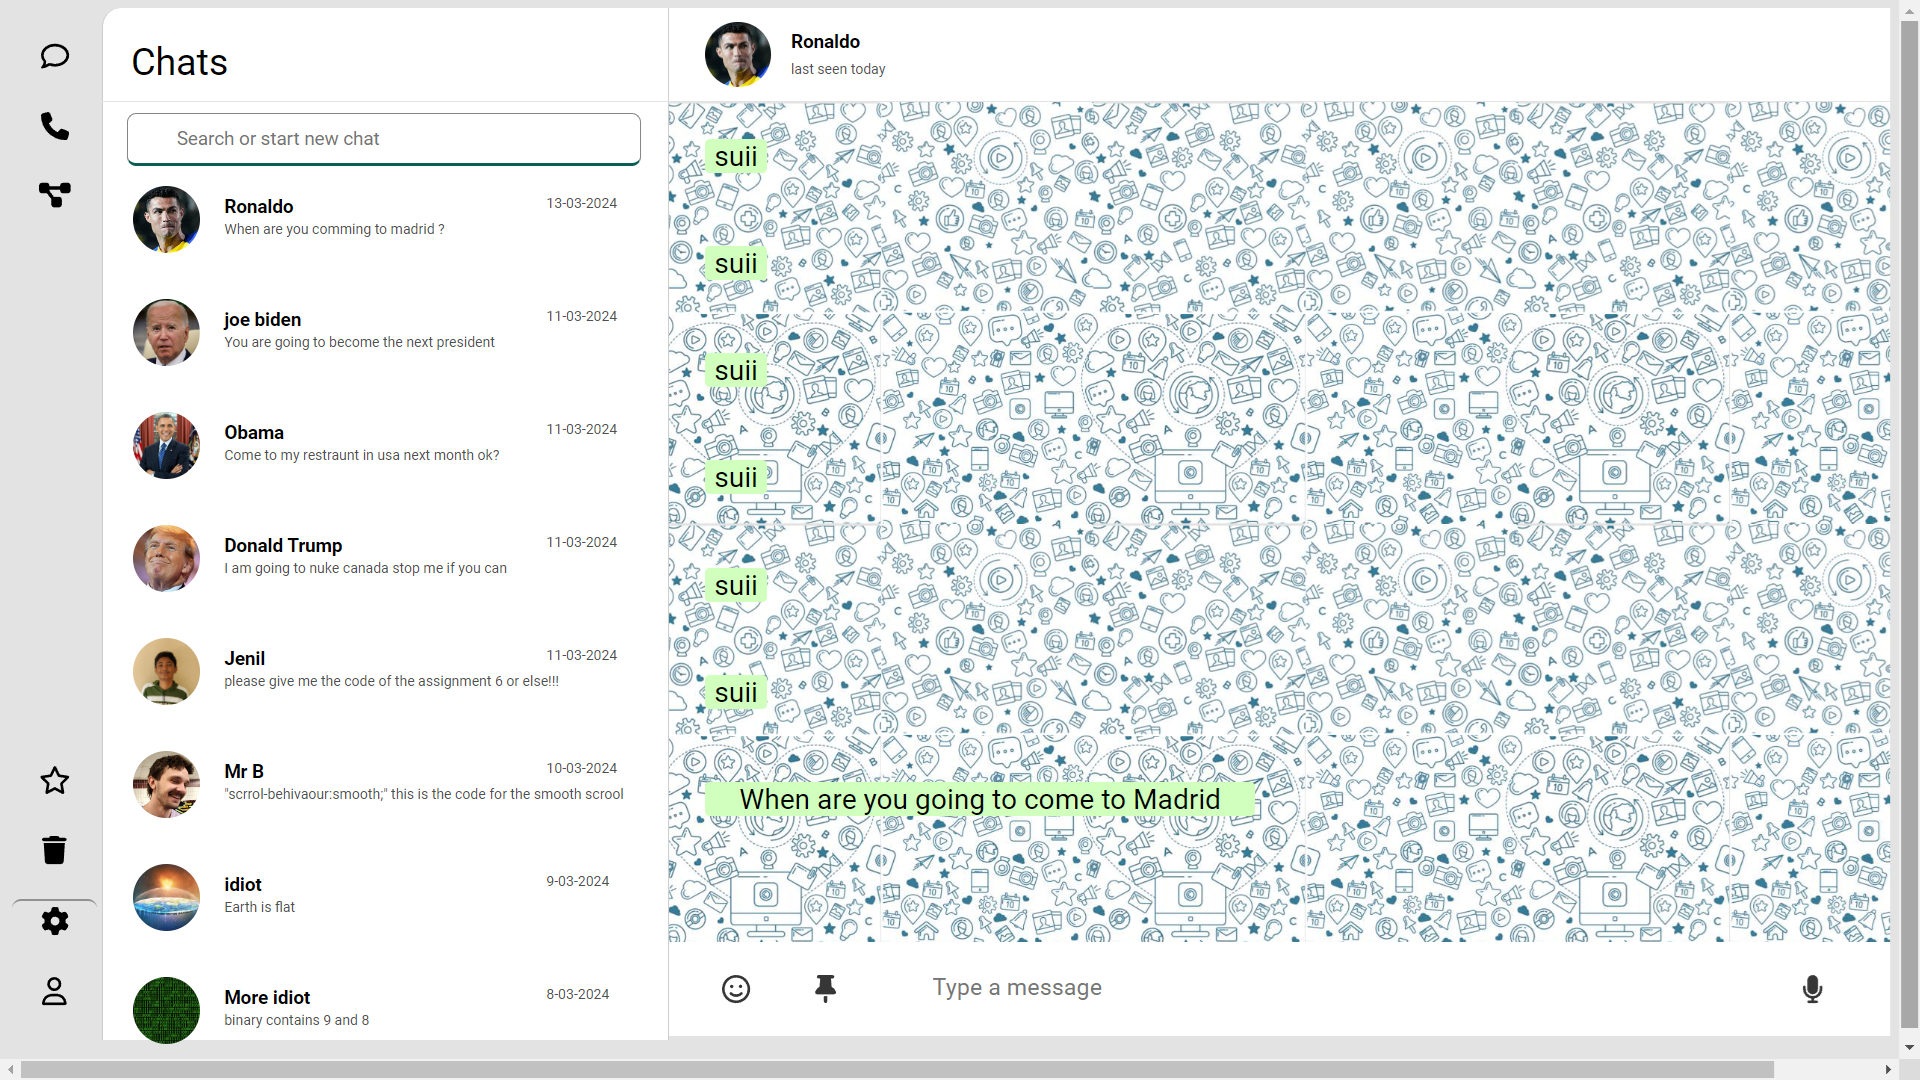 Chats
Search or start new chat
Ronaldo
13-03-2024
When are you comming to madrid ?
joe biden
11-03-2024
You are going to become the next president
Obama
11-03-2024
Come to my restraunt in usa next month ok?
Donald Trump
11-03-2024
I am going to nuke canada stop me if you can
Jenil
11-03-2024
please give me the code of the assignment 6 or else!!!
Mr B
10-03-2024
"scrrol-behivaour:smooth;" this is the code for the smooth scrool
idiot
9-03-2024
Earth is flat
More idiot
8-03-2024
binary contains 9 and 8
Ronaldo
last seen today
suii
suii
suii
suii
suii
suii
When are you going to come to Madrid
Type a message